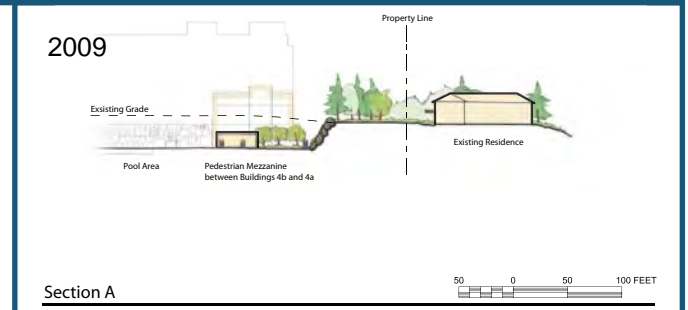 Property Line
2009
Exsisting Grade
Existing Residence
Pool Area
Pedestrian Mezzanine
between Buildings 4b and 4a
50 0 50 100 FEET
Section A